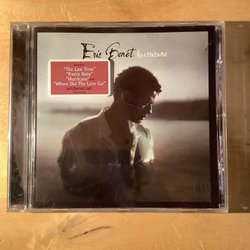 Eric Benét hurricane
"The Last Time"
"Pretty Baby"
"Hurricane"
"Where Did The Love Go"